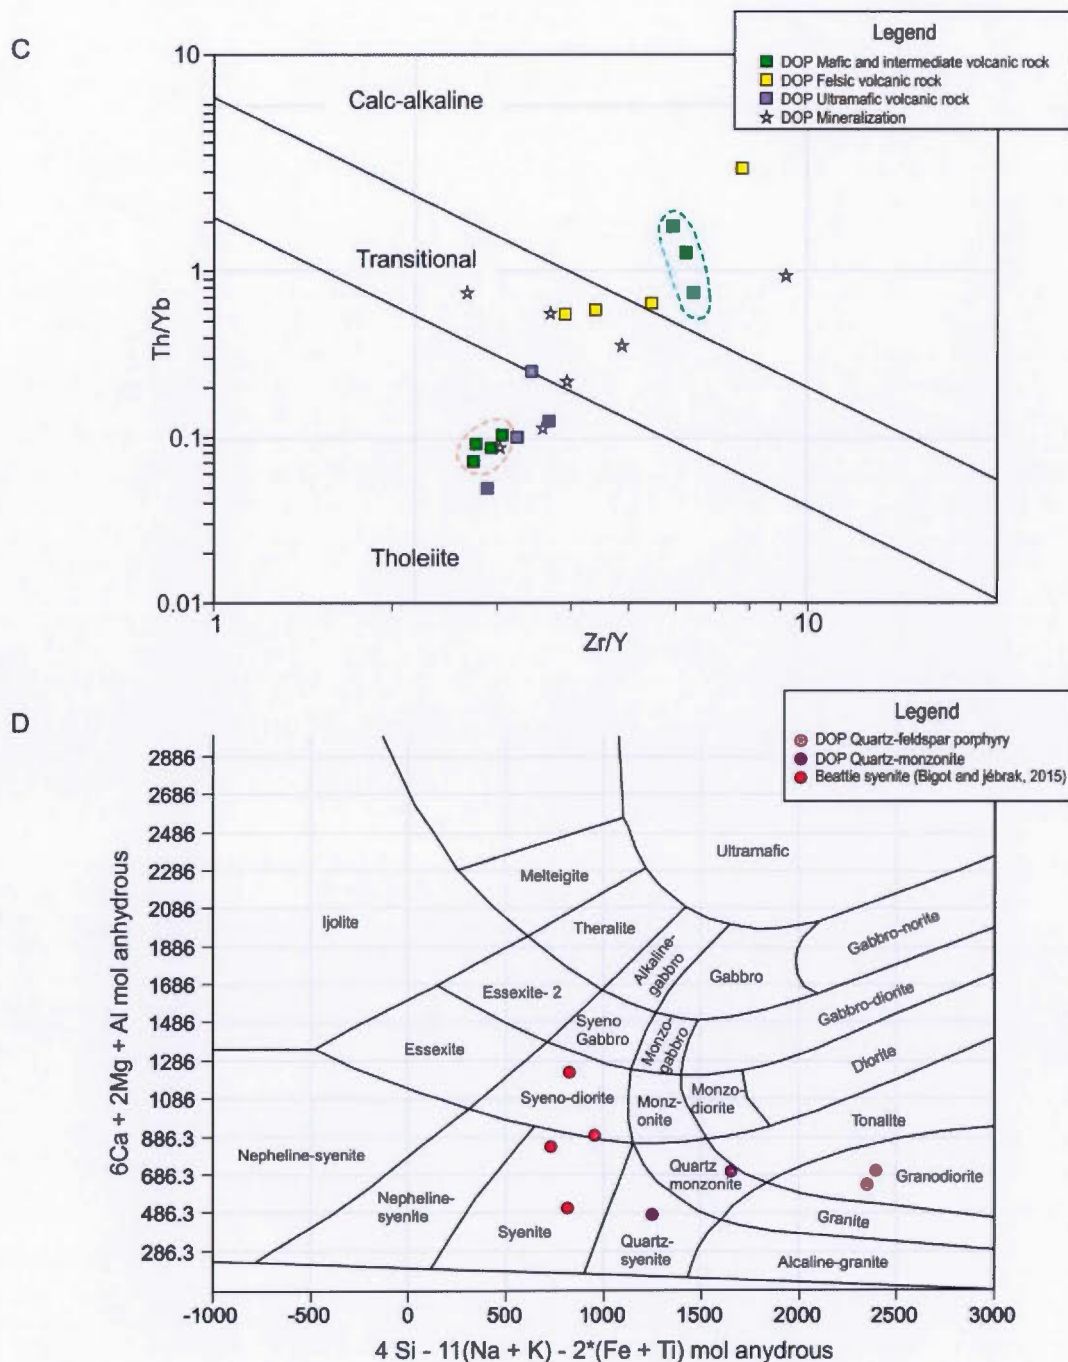 C
Legend
DOP Mafic and intermediate volcanic rock
DOP Felsic volcanic rock
DOP Ultramafic volcanic rock
DOP Mineralization
10
1
0.1
0.01
Th/Yb
Calc-alkaline
Transitional
Tholeiite
1
10
Zr/Y
D
Legend
DOP Quartz-feldspar porphyry
DOP Quartz-monzonite
Beattie syenite (Bigot and jébrak, 2015)
2886
2686
2486
2286
2086
1886
1686
1486
1286
1086
886.3
686.3
486.3
286.3
6Ca + 2Mg + Al mol anhydrous
Ultramafic
Melteigite
Ijolite
Theralite
Alkaline-
gabbro
Gabbro
Gabbro-norite
Essexite- 2
Gabbro-diorite
Syeno
Gabbro
Monzo-
gabbro
Essexite
Diorite
Syeno-diorite
Monz-
onite
Monzo-
diorite
Tonallite
Nepheline-syenite
Quartz
monzonite
Granodiorite
Nepheline-
syenite
Syenite
Quartz-
syenite
Granite
Alcaline-granite
-1000
-500
0
500
1000
1500
2000
2500
3000
4 Si - 11(Na + K) - 2*(Fe + Ti) mol anydrous